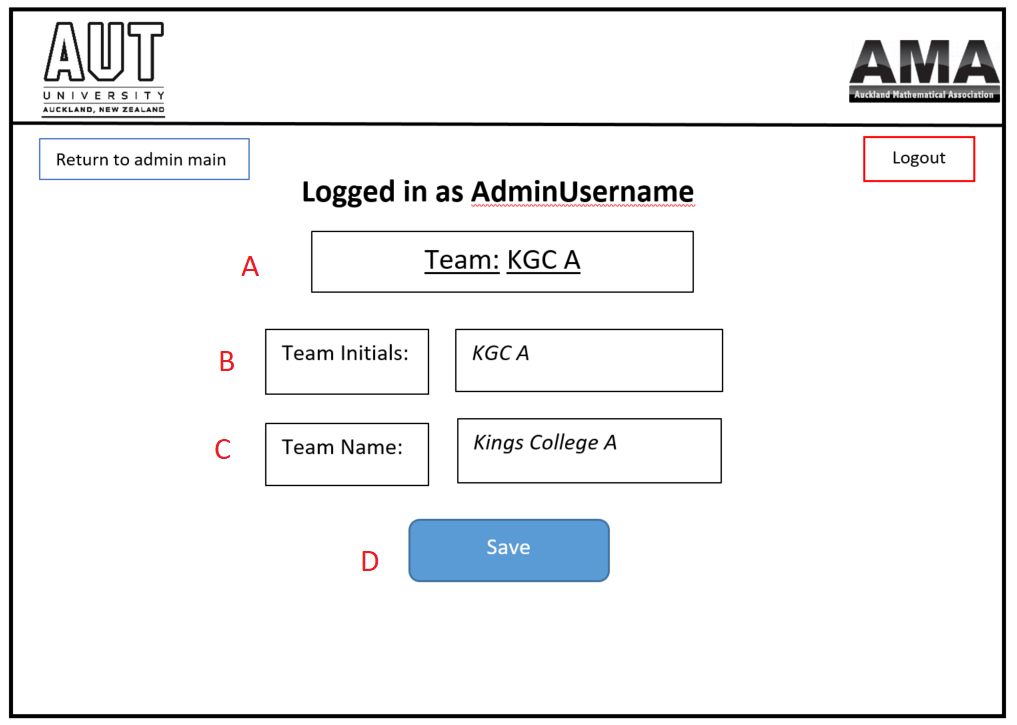 AUT
UNIVERSITY
AUCKLAND, NEW ZEALAND
AMA
Auckland Mathematical Association
Return to admin main
Logout
Logged in as AdminUsername
A
Team: KGC A
B
Team Initials:
KGC A
C
Team Name:
Kings College A
D
Save